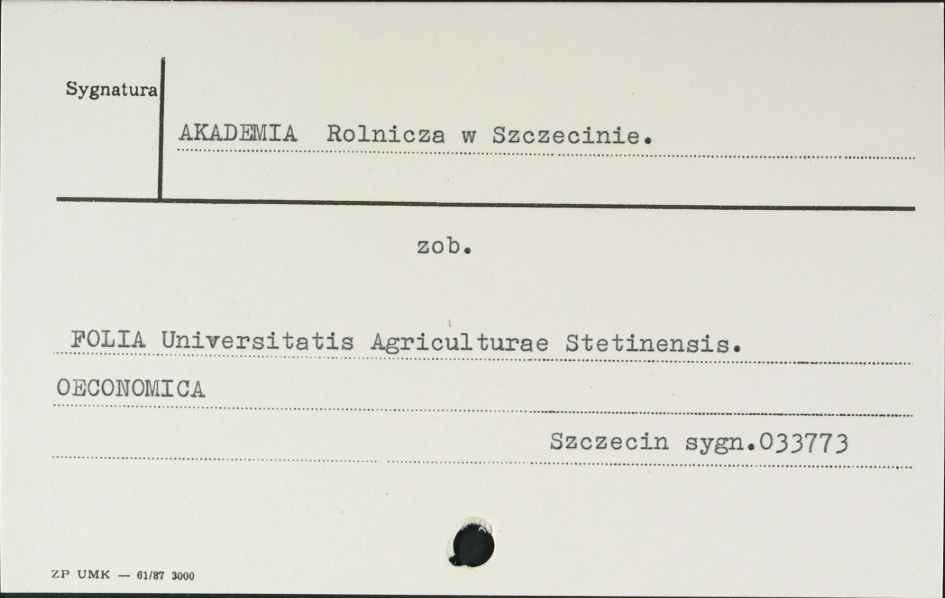 Sygnatura
AKADEMIA Rolnicza w Szczecinie.
zob.
FOLIA Universitatis Agriculturae Stetinensis.
OECONOMICA
Szczecin sygn.033773
ZP UMK — 61/87 3000